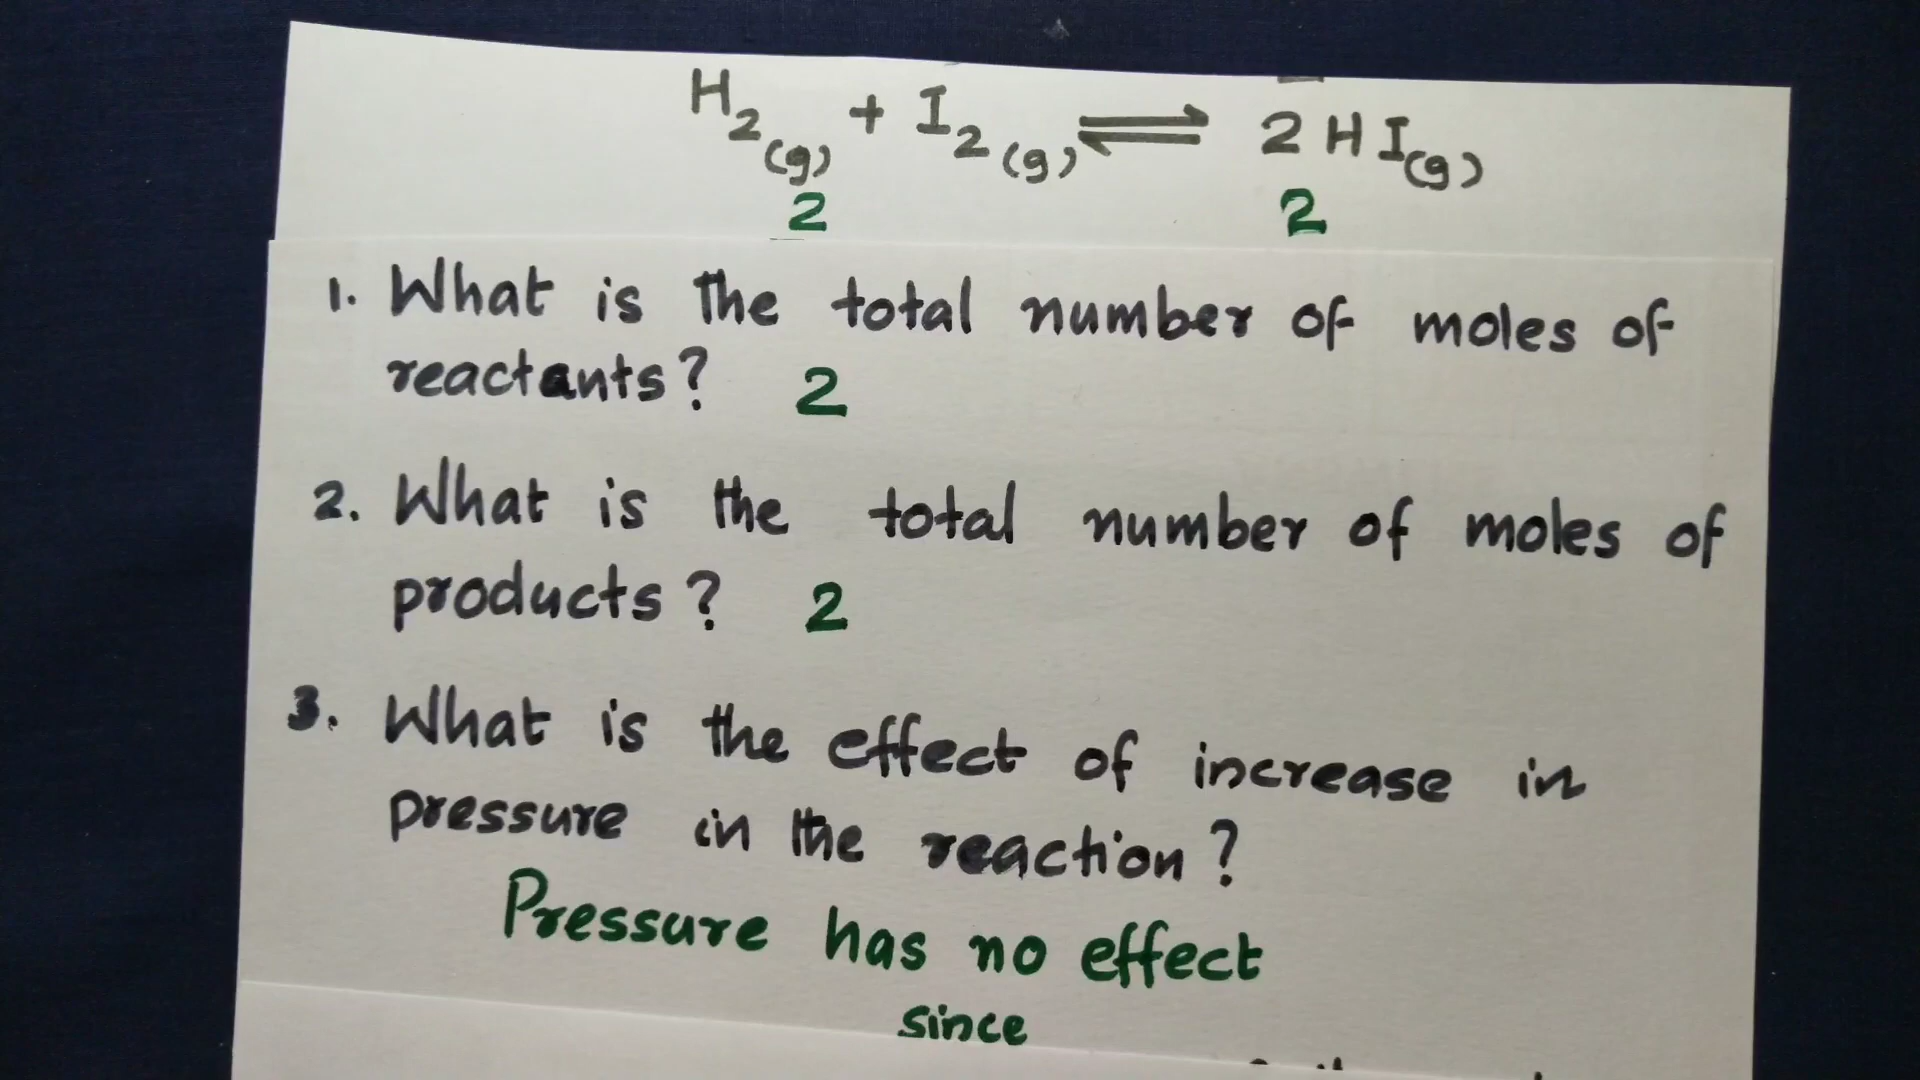 H2(g) + I2(g) ⇌ 2HI(g)
2 2
1. What is the total number of moles of
reactants? 2
2. What is the total number of moles of
products? 2
3. What is the effect of increase in
pressure in the reaction?
Pressure has no effect
since